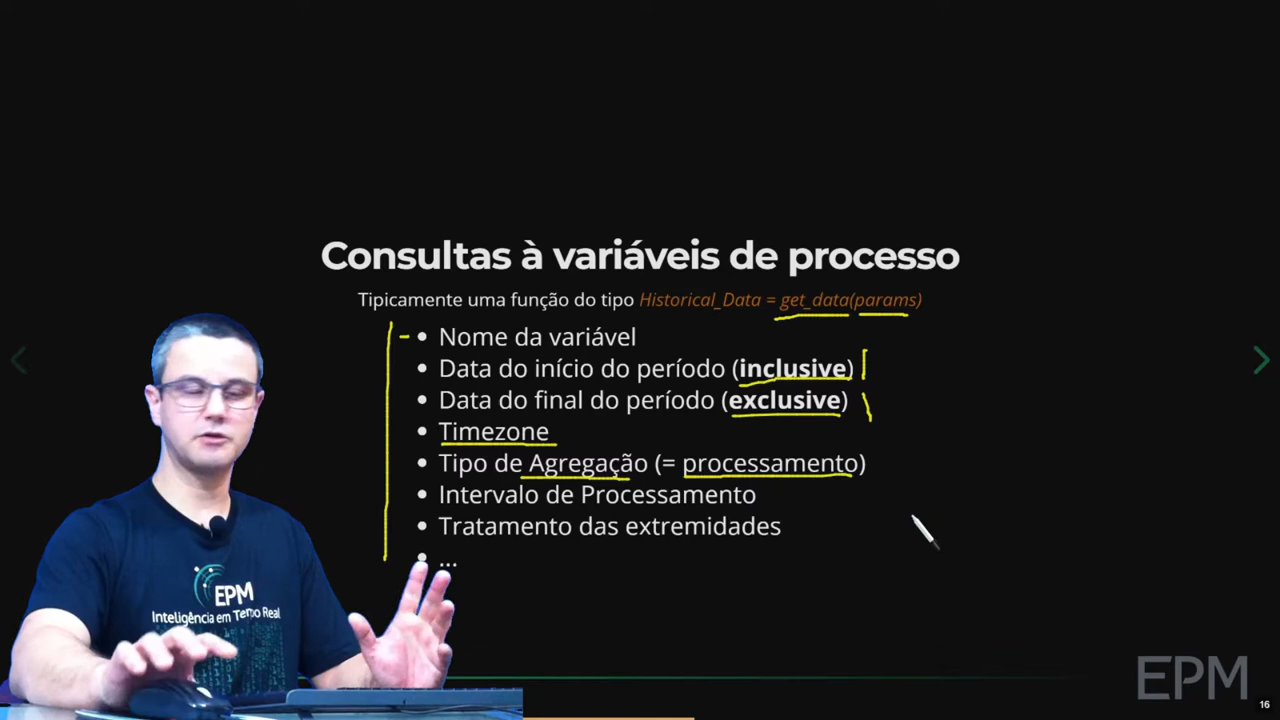 Consultas à variáveis de processo
Tipicamente uma função do tipo Historical_Data = get_data(params)
• Nome da variável
• Data do início do período (inclusive)
• Data do final do período (exclusive)
• Timezone
• Tipo de Agregação (= processamento)
• Intervalo de Processamento
• Tratamento das extremidades
• ...
EPM
Inteligência em Tempo Real
EPM
16